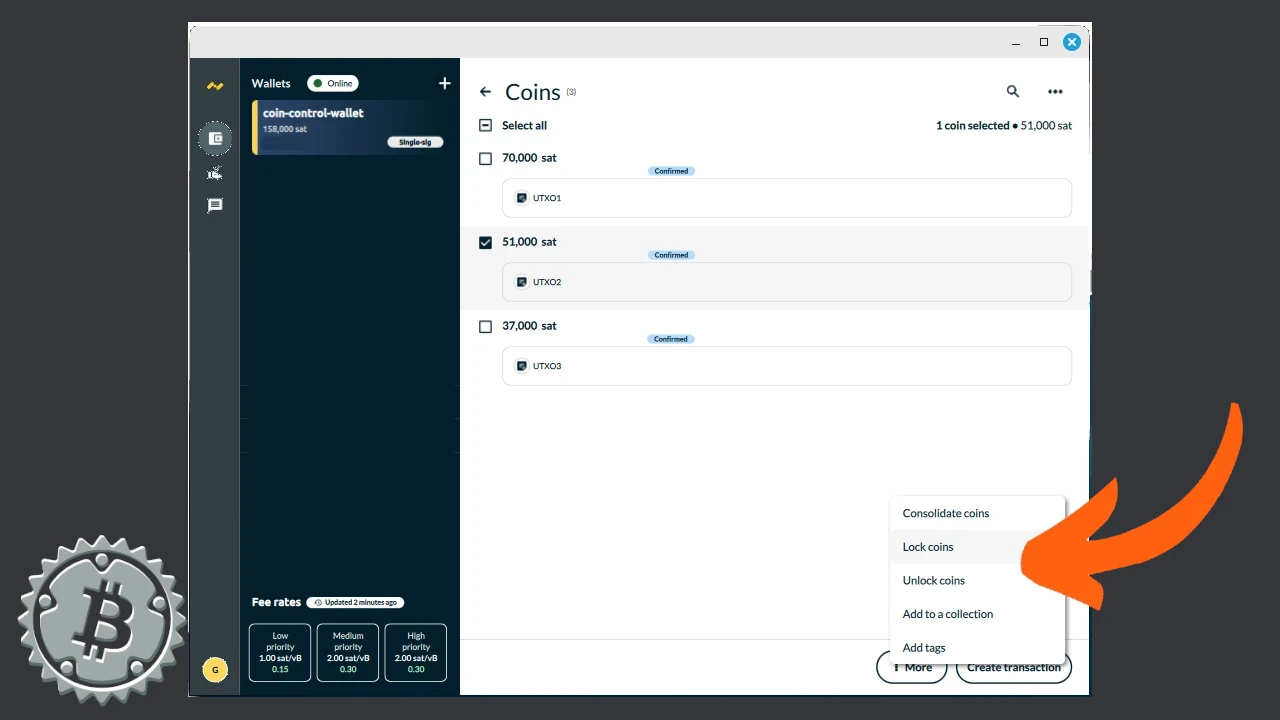 Wallets
Online
coin-control-wallet
158,000 sat
Single-sig
Coins (3)
Select all
1 coin selected • 51,000 sat
70,000 sat
Confirmed
UTXO1
51,000 sat
Confirmed
UTXO2
37,000 sat
Confirmed
UTXO3
Consolidate coins
Lock coins
Unlock coins
Add to a collection
Add tags
More
Create transaction
Fee rates
Updated 2 minutes ago
Low
priority
1.00 sat/vB
0.15
Medium
priority
2.00 sat/vB
0.30
High
priority
2.00 sat/vB
0.30
G